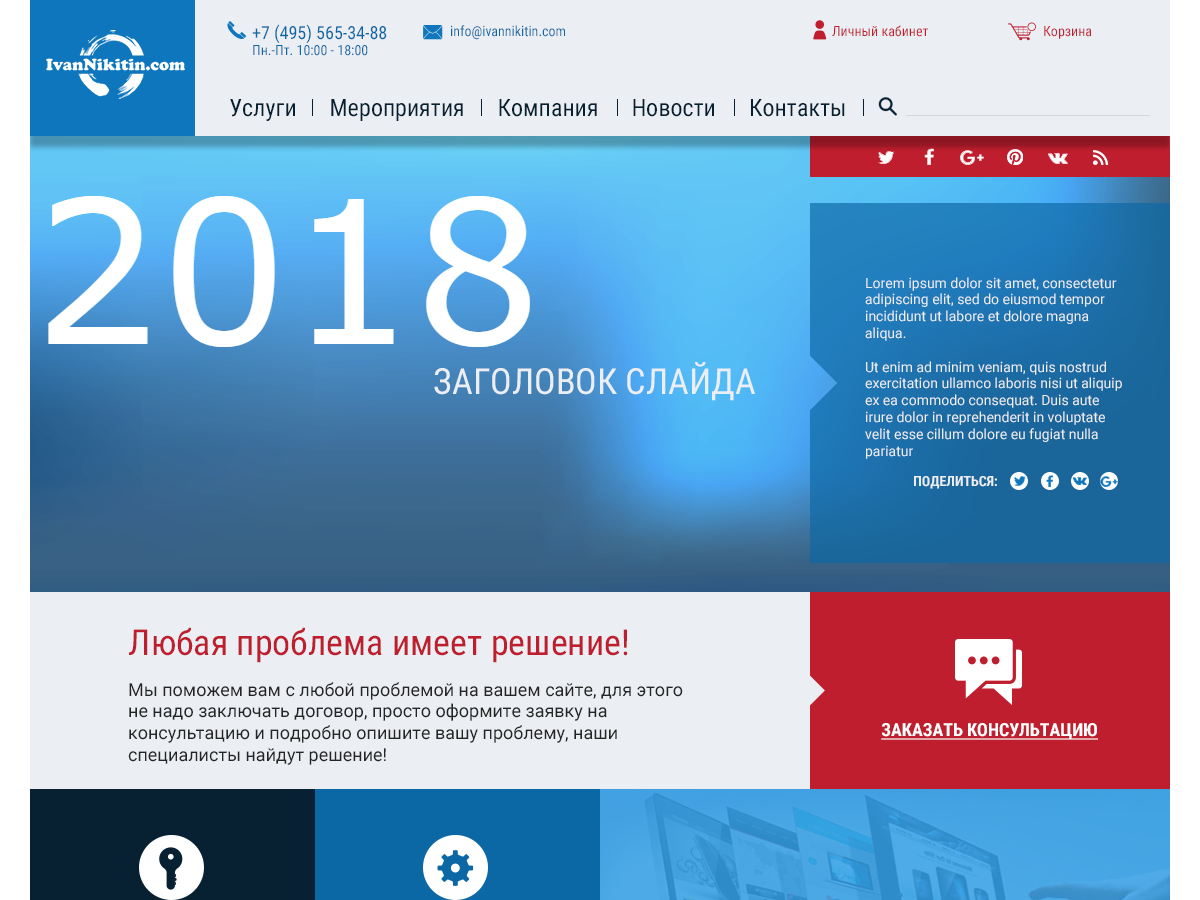 IvanNikitin.com
+7 (495) 565-34-88
Пн.-Пт. 10:00 - 18:00
info@ivannikitin.com
Личный кабинет
Корзина
Услуги
Мероприятия
Компания
Новости
Контакты
2018
ЗАГОЛОВОК СЛАЙДА
Lorem ipsum dolor sit amet, consectetur
adipiscing elit, sed do eiusmod tempor
incididunt ut labore et dolore magna
aliqua.
Ut enim ad minim veniam, quis nostrud
exercitation ullamco laboris nisi ut aliquip
ex ea commodo consequat. Duis aute
irure dolor in reprehenderit in voluptate
velit esse cillum dolore eu fugiat nulla
pariatur
ПОДЕЛИТЬСЯ:
Любая проблема имеет решение!
Мы поможем вам с любой проблемой на вашем сайте, для этого
не надо заключать договор, просто оформите заявку на
консультацию и подробно опишите вашу проблему, наши
специалисты найдут решение!
ЗАКАЗАТЬ КОНСУЛЬТАЦИЮ